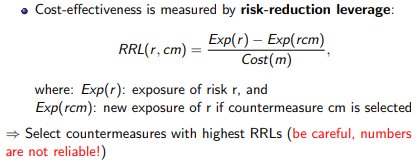 Cost-effectiveness is measured by risk-reduction leverage:
RRL(r, cm) = (Exp(r) − Exp(rcm)) / Cost(m) ,
where: Exp(r): exposure of risk r, and
Exp(rcm): new exposure of r if countermeasure cm is selected
⇒ Select countermeasures with highest RRLs (be careful, numbers
are not reliable!)